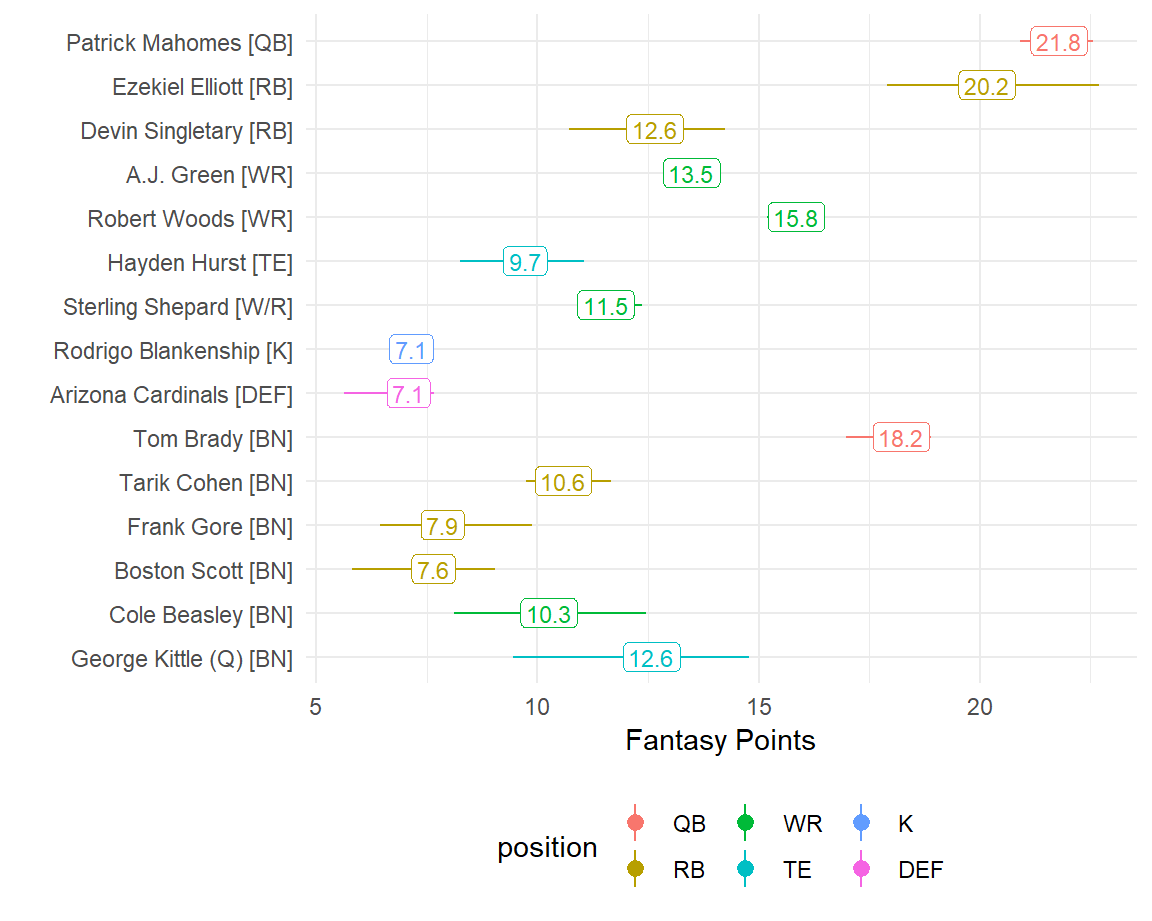 Patrick Mahomes [QB] 21.8
Ezekiel Elliott [RB] 20.2
Devin Singletary [RB] 12.6
A.J. Green [WR] 13.5
Robert Woods [WR] 15.8
Hayden Hurst [TE] 9.7
Sterling Shepard [W/R] 11.5
Rodrigo Blankenship [K] 7.1
Arizona Cardinals [DEF] 7.1
Tom Brady [BN] 18.2
Tarik Cohen [BN] 10.6
Frank Gore [BN] 7.9
Boston Scott [BN] 7.6
Cole Beasley [BN] 10.3
George Kittle (Q) [BN] 12.6
5 10 15 20
Fantasy Points
position
QB WR K
RB TE DEF